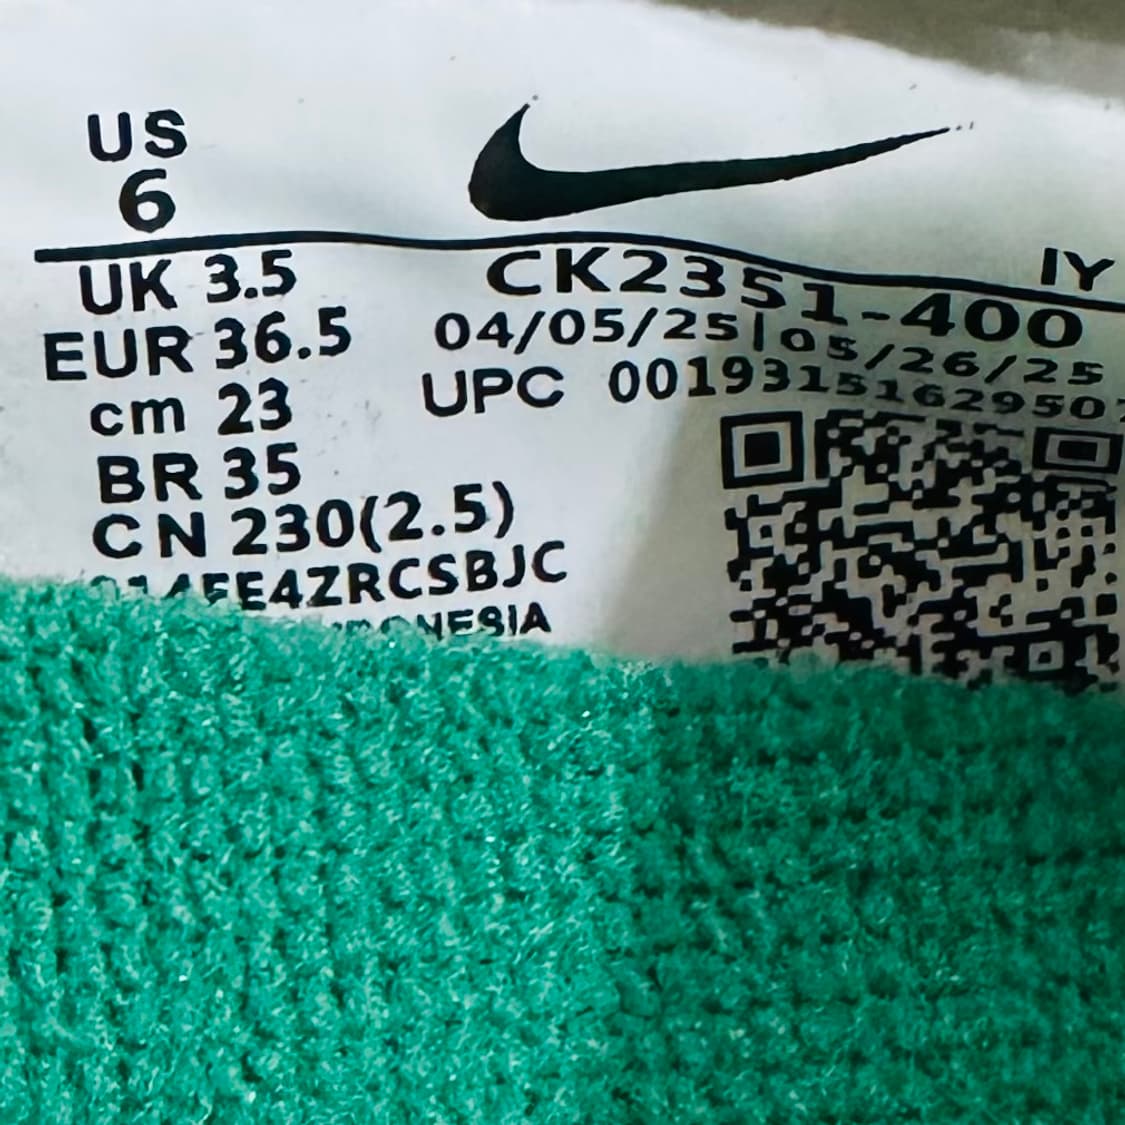 US
6
IY
UK 3.5
EUR 36.5
cm 23
BR 35
CN 230(2.5)
CK2351-400
04/05/25|05/26/25
UPC